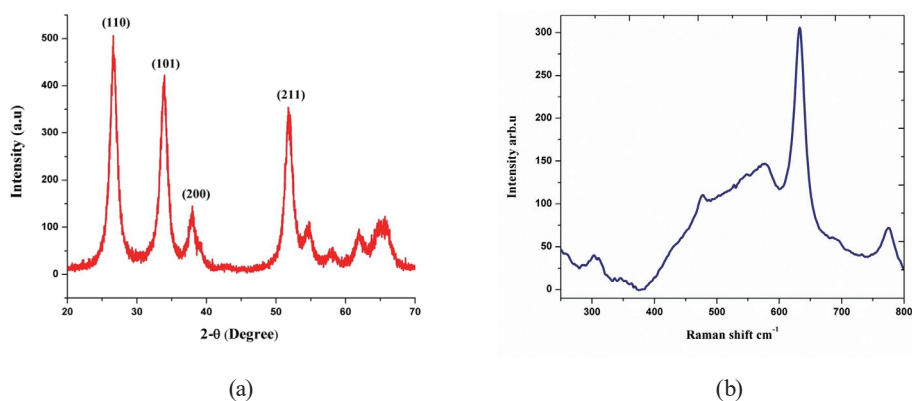 (110)
(101)
(200)
(211)
500
400
300
200
100
0
20 30 40 50 60 70
Intensity (a.u)
2-θ (Degree)
(a)
300
250
200
150
100
50
0
300 400 500 600 700 800
Intensity arb.u
Raman shift cm⁻¹
(b)